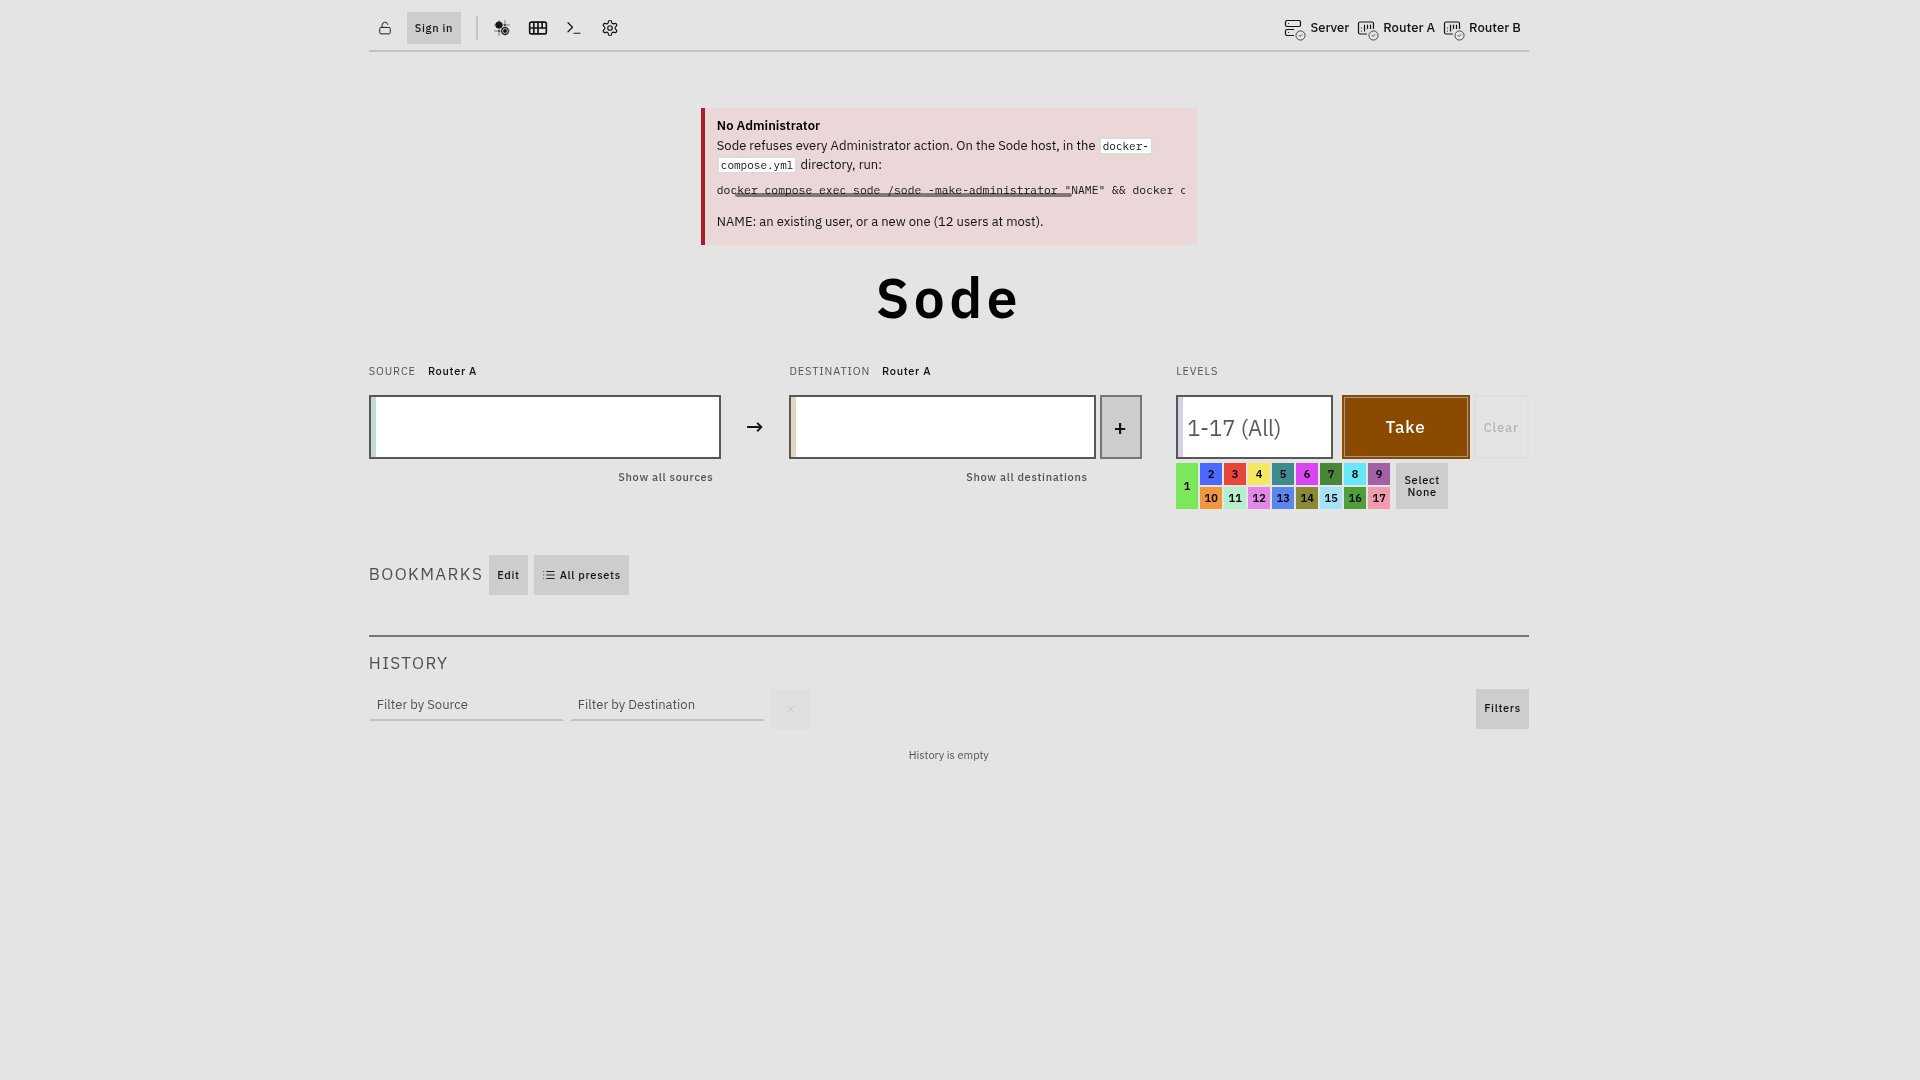 Sign in
Server
Router A
Router B
No Administrator
Sode refuses every Administrator action. On the Sode host, in the docker-
compose.yml directory, run:
docker compose exec sode /sode -make-administrator "NAME" && docker c
NAME: an existing user, or a new one (12 users at most).
Sode
SOURCE Router A
DESTINATION Router A
LEVELS
→
+
1-17 (All)
Take
Clear
Show all sources
Show all destinations
1 2 3 4 5 6 7 8 9
10 11 12 13 14 15 16 17
Select
None
BOOKMARKS
Edit
All presets
HISTORY
Filter by Source
Filter by Destination
Filters
History is empty